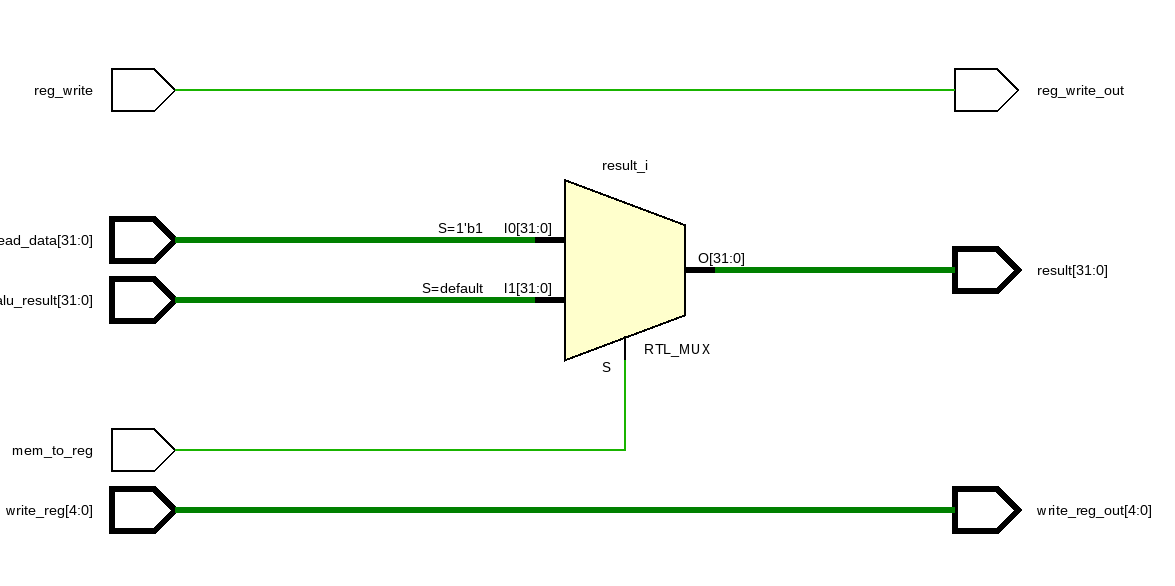 reg_write
reg_write_out
result_i
S=1'b1 I0[31:0]
ead_data[31:0]
O[31:0]
result[31:0]
S=default I1[31:0]
alu_result[31:0]
RTL_MUX
S
mem_to_reg
write_reg[4:0]
write_reg_out[4:0]